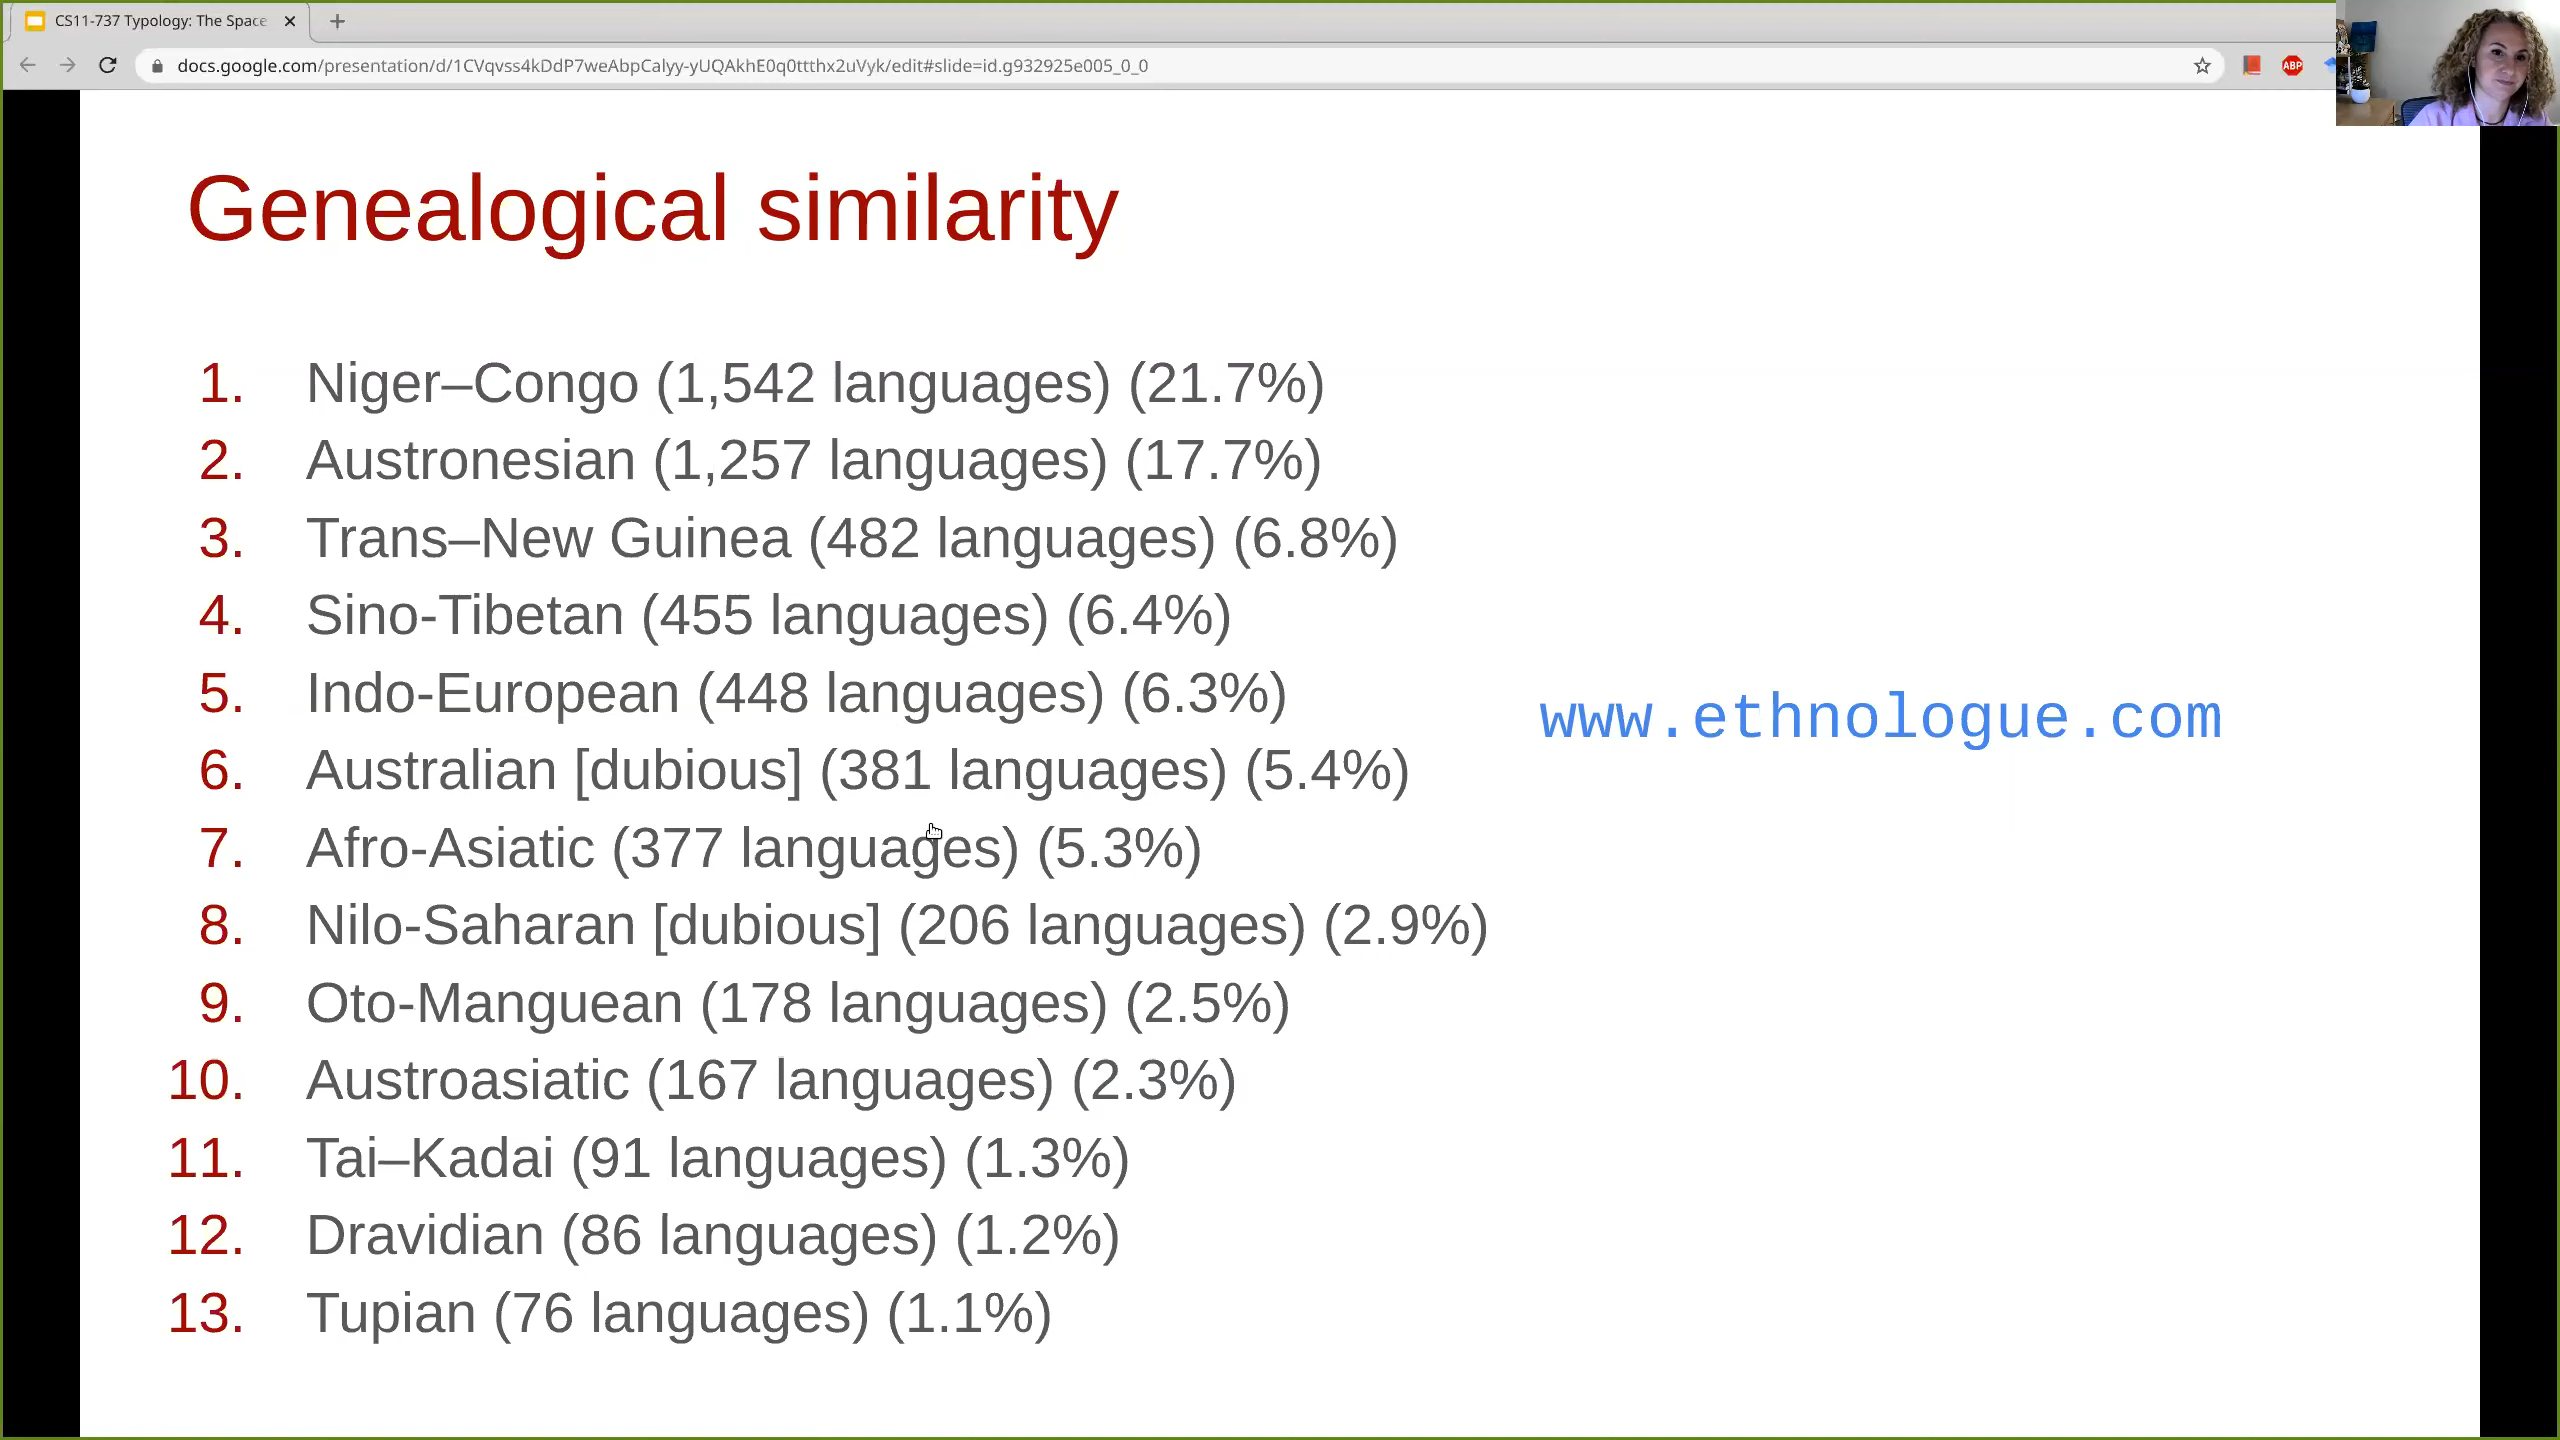 CS11-737 Typology: The Space
docs.google.com/presentation/d/1CVqvss4kDdP7weAbpCalyy-yUQAkhE0q0ttthx2uVyk/edit#slide=id.g932925e005_0_0
ABP
Genealogical similarity
1. Niger–Congo (1,542 languages) (21.7%)
2. Austronesian (1,257 languages) (17.7%)
3. Trans–New Guinea (482 languages) (6.8%)
4. Sino-Tibetan (455 languages) (6.4%)
5. Indo-European (448 languages) (6.3%)
www.ethnologue.com
6. Australian [dubious] (381 languages) (5.4%)
7. Afro-Asiatic (377 languages) (5.3%)
8. Nilo-Saharan [dubious] (206 languages) (2.9%)
9. Oto-Manguean (178 languages) (2.5%)
10. Austroasiatic (167 languages) (2.3%)
11. Tai–Kadai (91 languages) (1.3%)
12. Dravidian (86 languages) (1.2%)
13. Tupian (76 languages) (1.1%)